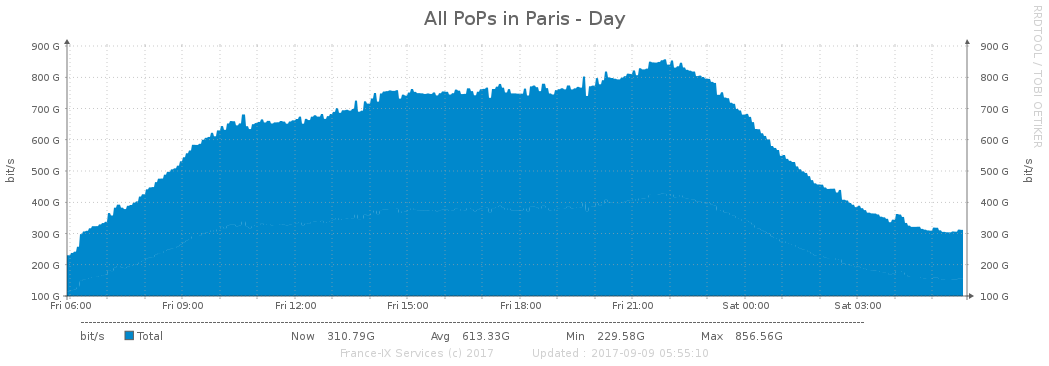 All PoPs in Paris - Day
RRDTOOL / TOBI OETIKER
900 G 900 G
800 G 800 G
700 G 700 G
600 G 600 G
500 G 500 G
400 G 400 G
300 G 300 G
200 G 200 G
100 G 100 G
bit/s bit/s
Fri 06:00 Fri 09:00 Fri 12:00 Fri 15:00 Fri 18:00 Fri 21:00 Sat 00:00 Sat 03:00
bit/s Total Now 310.79G Avg 613.33G Min 229.58G Max 856.56G
France-IX Services (c) 2017 Updated : 2017-09-09 05:55:10